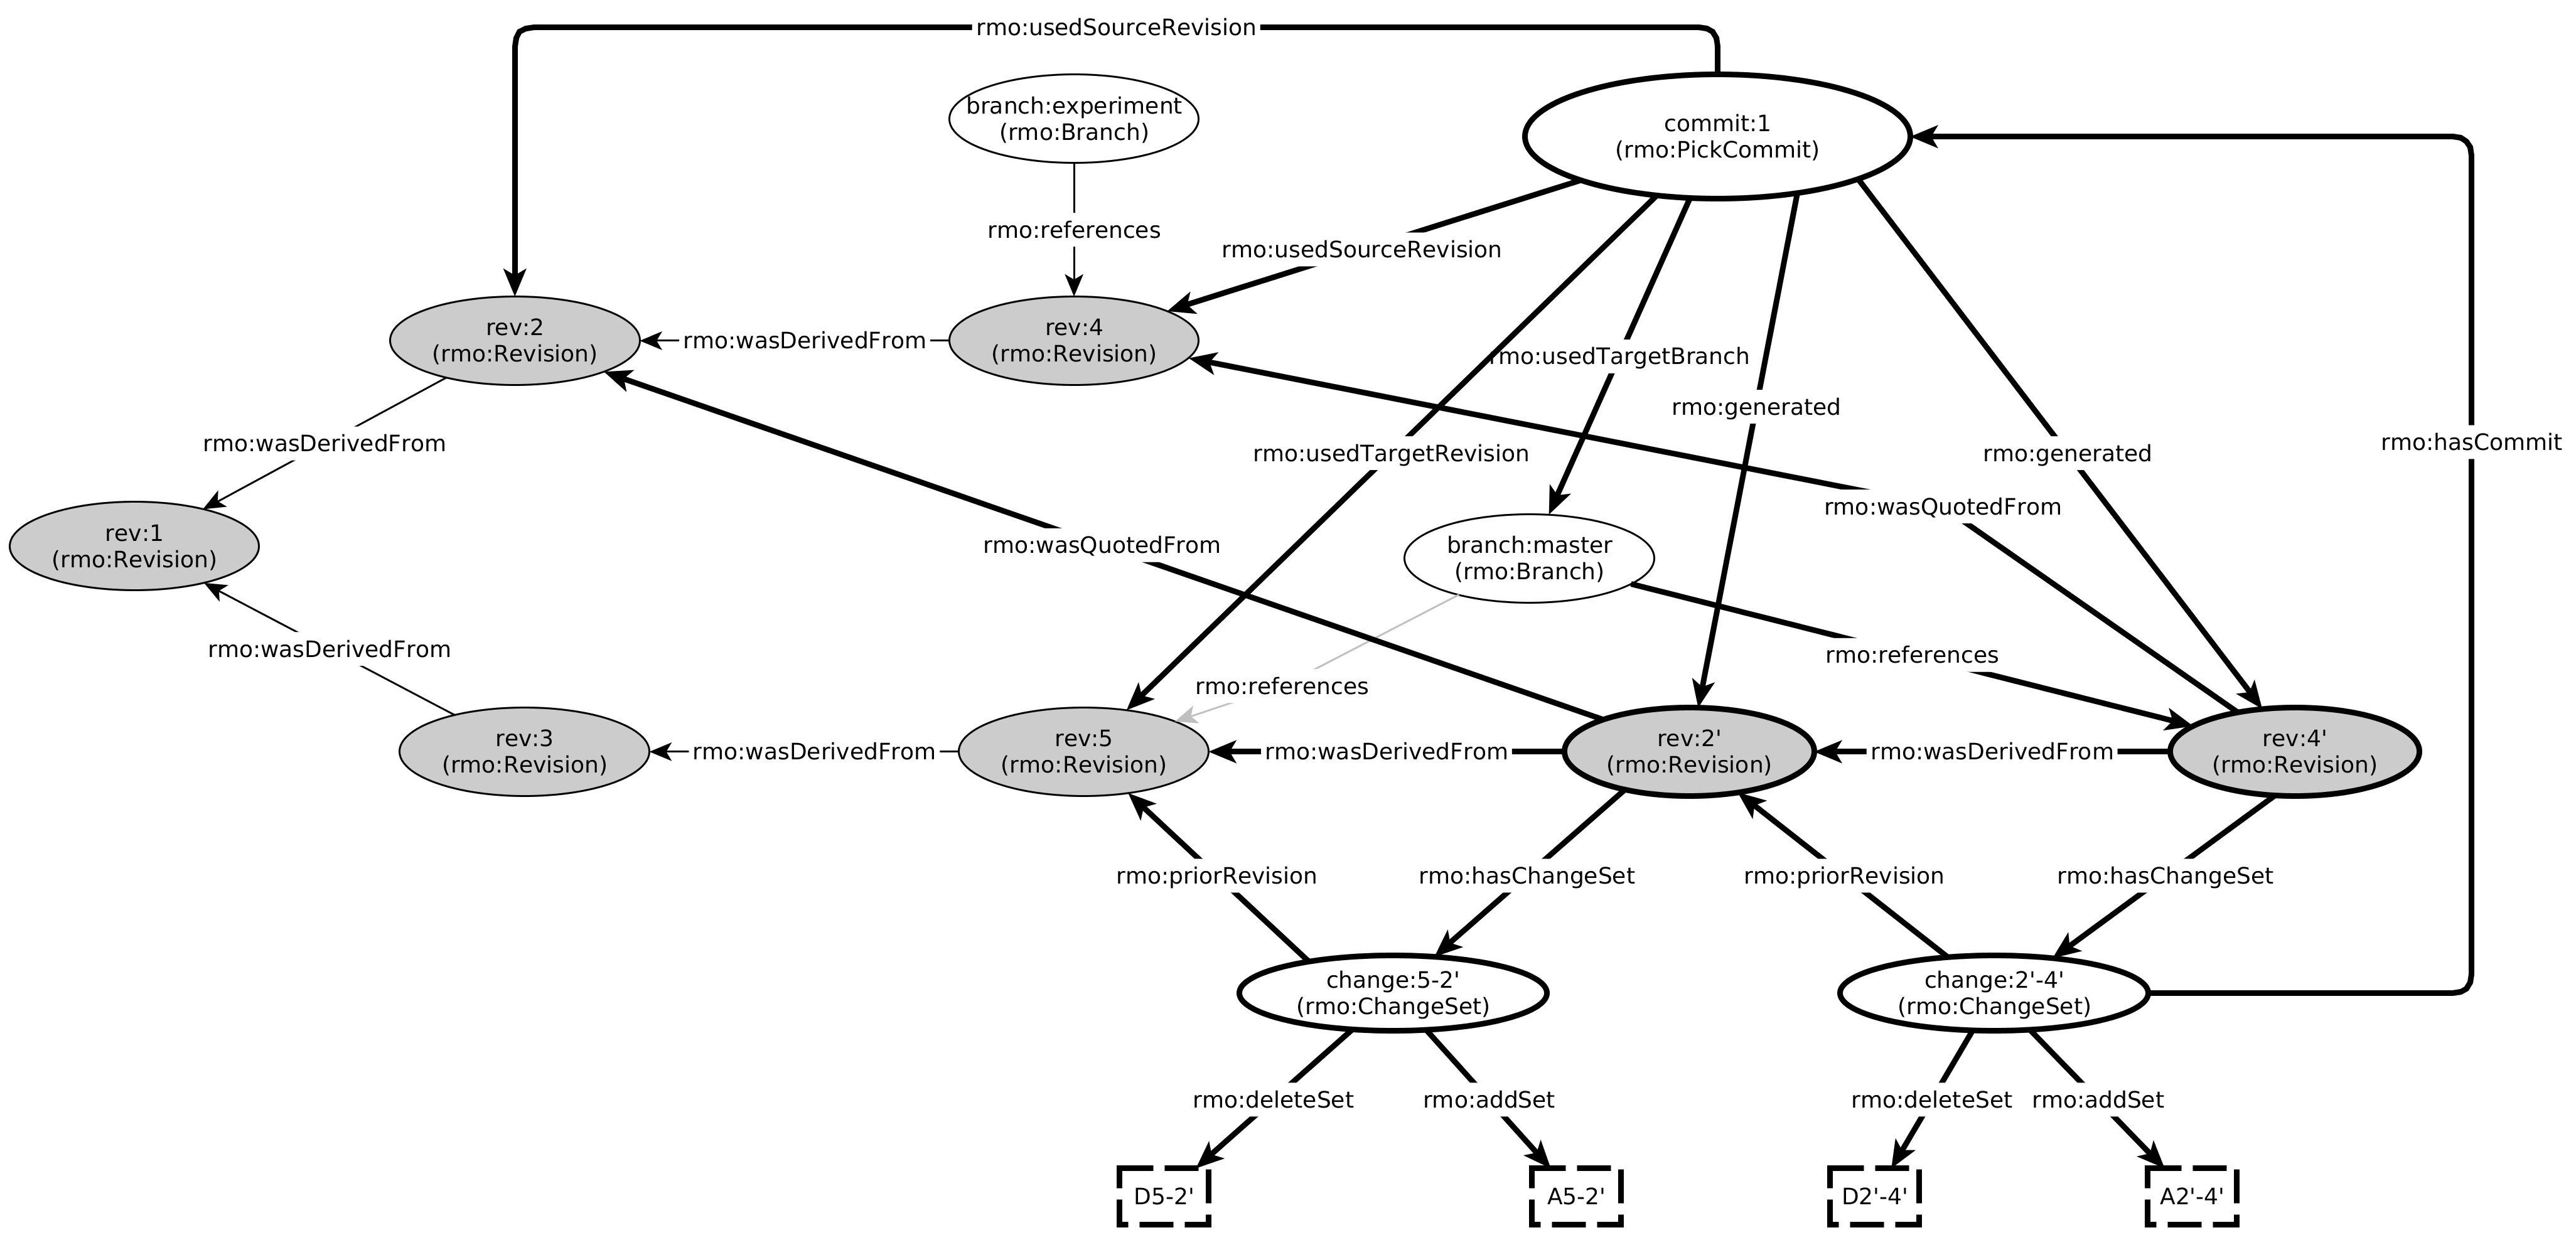 rmo:usedSourceRevision
branch:experiment
(rmo:Branch)
commit:1
(rmo:PickCommit)
rmo:references
rmo:usedSourceRevision
rev:2
(rmo:Revision)
rmo:wasDerivedFrom
rev:4
(rmo:Revision)
rmo:usedTargetBranch
rmo:generated
rmo:wasDerivedFrom
rmo:usedTargetRevision
rmo:generated
rmo:hasCommit
rmo:wasQuotedFrom
rev:1
(rmo:Revision)
rmo:wasQuotedFrom
branch:master
(rmo:Branch)
rmo:wasDerivedFrom
rmo:references
rmo:references
rev:3
(rmo:Revision)
rmo:wasDerivedFrom
rev:5
(rmo:Revision)
rmo:wasDerivedFrom
rev:2'
(rmo:Revision)
rmo:wasDerivedFrom
rev:4'
(rmo:Revision)
rmo:priorRevision
rmo:hasChangeSet
rmo:priorRevision
rmo:hasChangeSet
change:5-2'
(rmo:ChangeSet)
change:2'-4'
(rmo:ChangeSet)
rmo:deleteSet
rmo:addSet
rmo:deleteSet
rmo:addSet
D5-2'
A5-2'
D2'-4'
A2'-4'